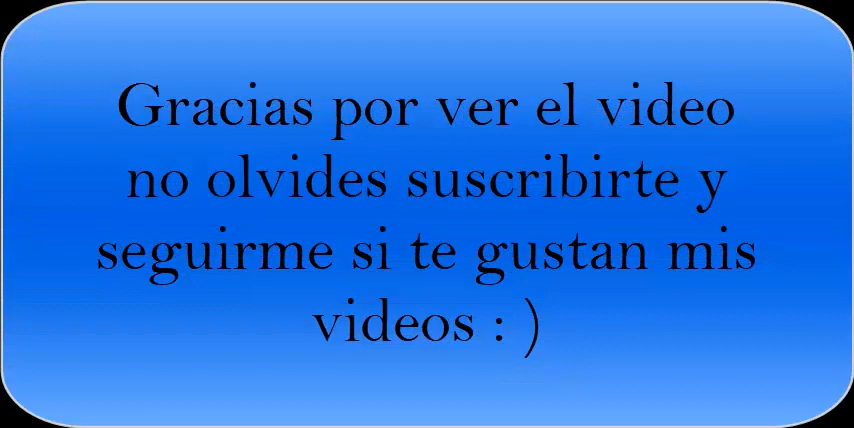 Gracias por ver el video
no olvides suscribirte y
seguirme si te gustan mis
videos : )